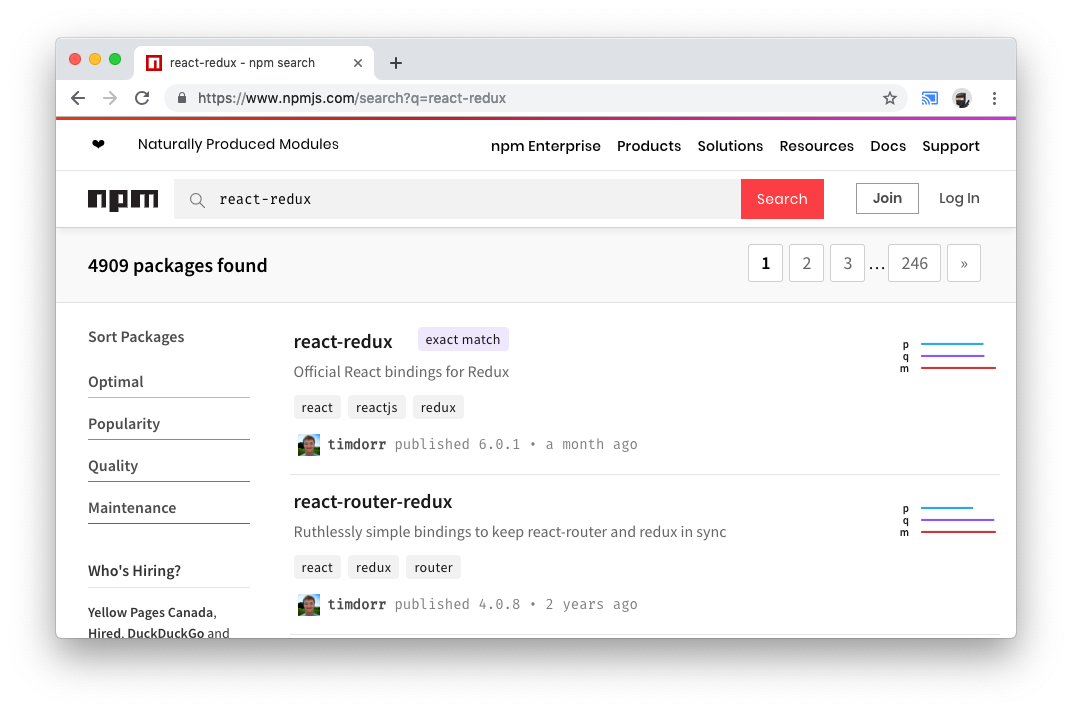 react-redux - npm search
https://www.npmjs.com/search?q=react-redux
❤ Naturally Produced Modules
npm Enterprise Products Solutions Resources Docs Support
npm
react-redux
Search
Join
Log In
4909 packages found
1 2 3 ... 246 »
Sort Packages
Optimal
Popularity
Quality
Maintenance
Who's Hiring?
Yellow Pages Canada,
Hired, DuckDuckGo and
react-redux exact match
Official React bindings for Redux
react reactjs redux
timdorr published 6.0.1 • a month ago
p
q
m
react-router-redux
Ruthlessly simple bindings to keep react-router and redux in sync
react redux router
timdorr published 4.0.8 • 2 years ago
p
q
m